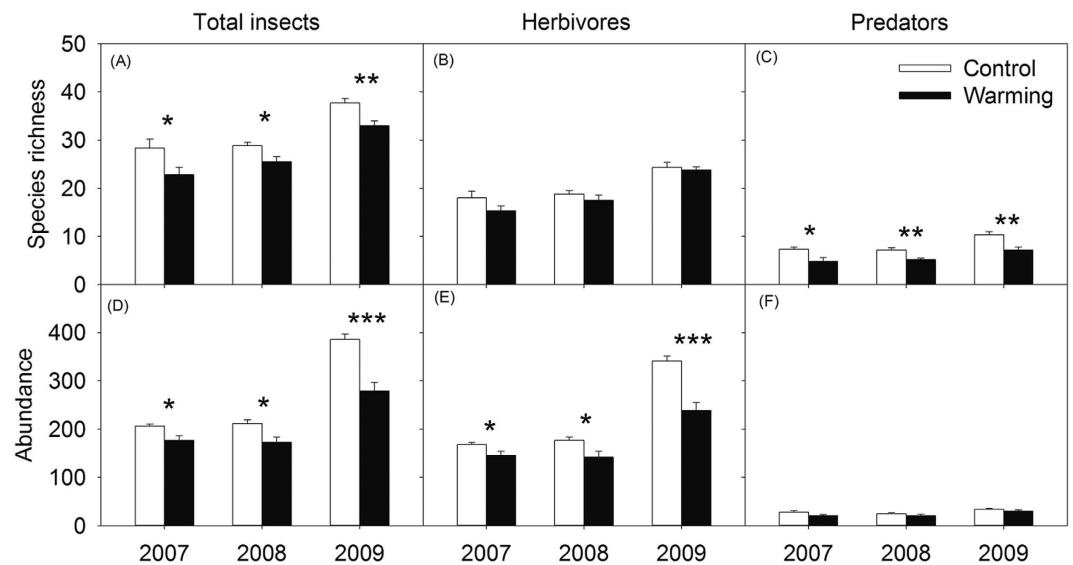 Total insects Herbivores Predators
Species richness
50
40
30
20
10
0
(A)
*
*
**
(B)
(C)
Control
Warming
*
**
**
Abundance
400
300
200
100
0
(D)
*
*
***
(E)
*
*
***
(F)
2007 2008 2009 2007 2008 2009 2007 2008 2009